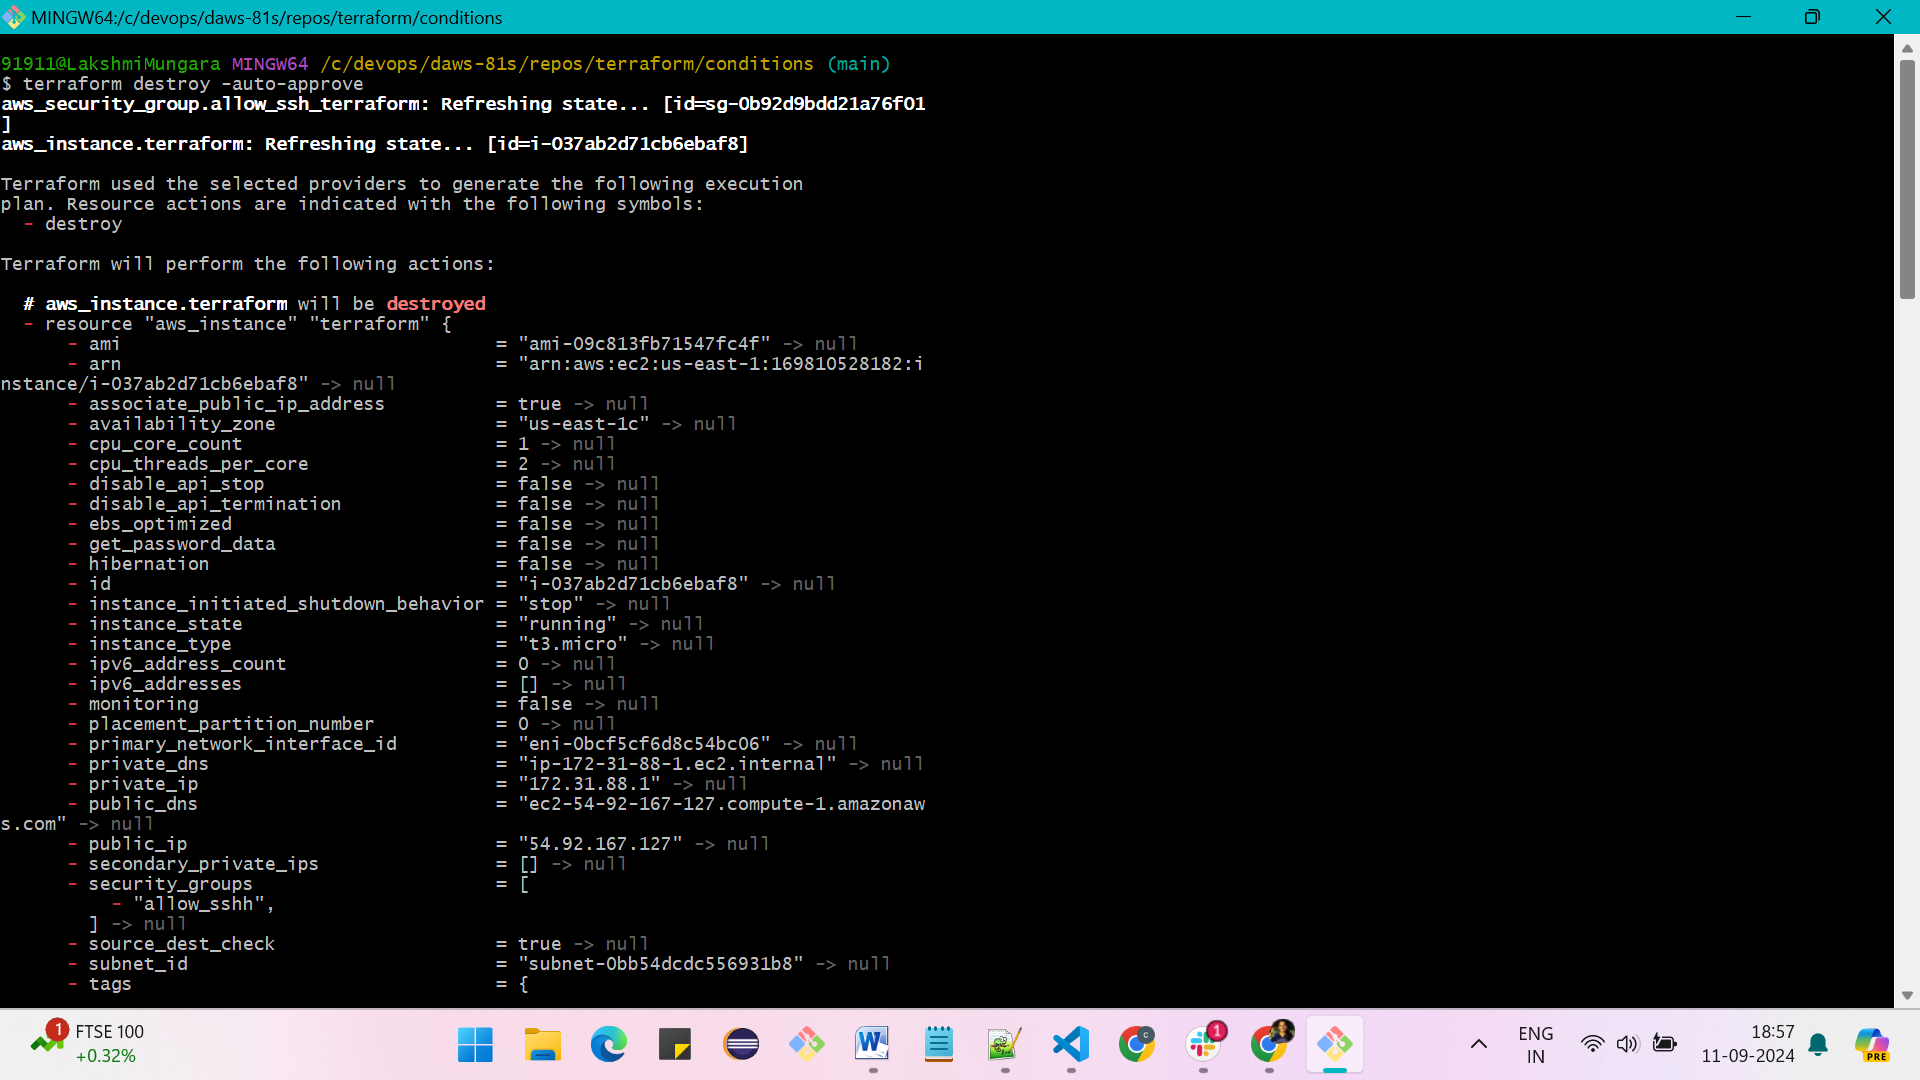 MINGW64:/c/devops/daws-81s/repos/terraform/conditions
91911@LakshmiMungara MINGW64 /c/devops/daws-81s/repos/terraform/conditions (main)
$ terraform destroy -auto-approve
aws_security_group.allow_ssh_terraform: Refreshing state... [id=sg-0b92d9bdd21a76f01
]
aws_instance.terraform: Refreshing state... [id=i-037ab2d71cb6ebaf8]
Terraform used the selected providers to generate the following execution
plan. Resource actions are indicated with the following symbols:
  - destroy
Terraform will perform the following actions:
  # aws_instance.terraform will be destroyed
  - resource "aws_instance" "terraform" {
      - ami                                  = "ami-09c813fb71547fc4f" -> null
      - arn                                  = "arn:aws:ec2:us-east-1:169810528182:i
nstance/i-037ab2d71cb6ebaf8" -> null
      - associate_public_ip_address          = true -> null
      - availability_zone                    = "us-east-1c" -> null
      - cpu_core_count                       = 1 -> null
      - cpu_threads_per_core                 = 2 -> null
      - disable_api_stop                     = false -> null
      - disable_api_termination              = false -> null
      - ebs_optimized                        = false -> null
      - get_password_data                    = false -> null
      - hibernation                          = false -> null
      - id                                   = "i-037ab2d71cb6ebaf8" -> null
      - instance_initiated_shutdown_behavior = "stop" -> null
      - instance_state                       = "running" -> null
      - instance_type                        = "t3.micro" -> null
      - ipv6_address_count                   = 0 -> null
      - ipv6_addresses                       = [] -> null
      - monitoring                           = false -> null
      - placement_partition_number           = 0 -> null
      - primary_network_interface_id         = "eni-0bcf5cf6d8c54bc06" -> null
      - private_dns                          = "ip-172-31-88-1.ec2.internal" -> null
      - private_ip                           = "172.31.88.1" -> null
      - public_dns                           = "ec2-54-92-167-127.compute-1.amazonaw
s.com" -> null
      - public_ip                            = "54.92.167.127" -> null
      - secondary_private_ips                = [] -> null
      - security_groups                      = [
          - "allow_sshh",
        ] -> null
      - source_dest_check                    = true -> null
      - subnet_id                            = "subnet-0bb54dcdc556931b8" -> null
      - tags                                 = {
1
FTSE 100
+0.32%
1
ENG
IN
18:57
11-09-2024
PRE